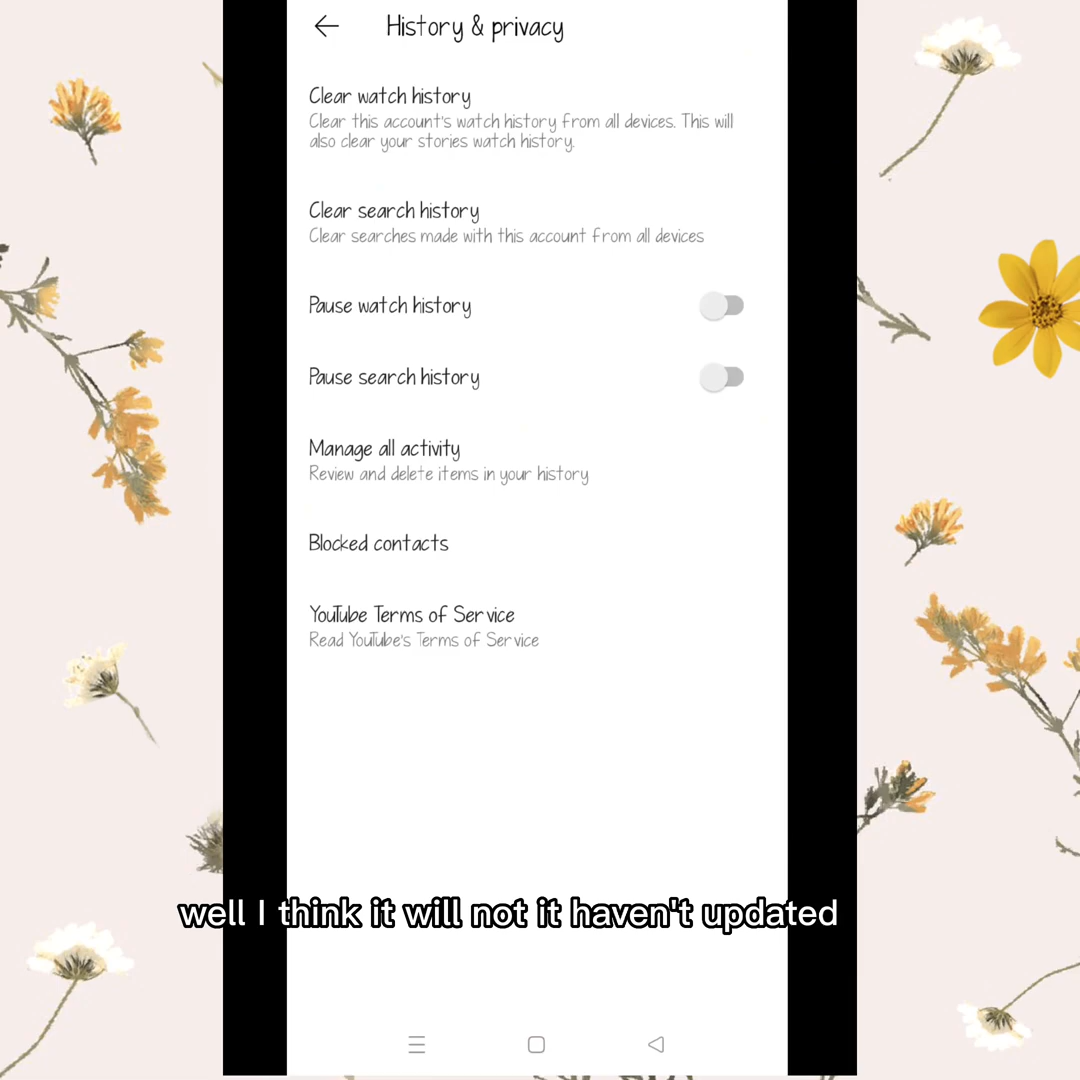 History & privacy
Clear watch history
Clear this account's watch history from all devices. This will
also clear your stories watch history.
Clear search history
Clear searches made with this account from all devices
Pause watch history
Pause search history
Manage all activity
Review and delete items in your history
Blocked contacts
YouTube Terms of Service
Read YouTube's Terms of Service
well I think it will not it haven't updated